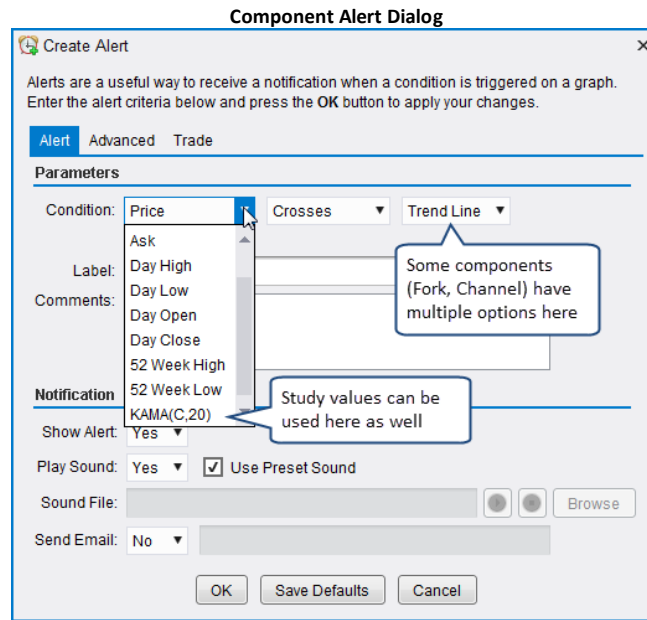 Component Alert Dialog
Create Alert
Alerts are a useful way to receive a notification when a condition is triggered on a graph.
Enter the alert criteria below and press the OK button to apply your changes.
Alert Advanced Trade
Parameters
Condition: Price Crosses Trend Line
Ask
Label: Day High
Comments: Day Low
Day Open
Day Close
52 Week High
52 Week Low
KAMA(C,20)
Some components
(Fork, Channel) have
multiple options here
Notification
Study values can be
used here as well
Show Alert: Yes
Play Sound: Yes Use Preset Sound
Sound File: Browse
Send Email: No
OK Save Defaults Cancel